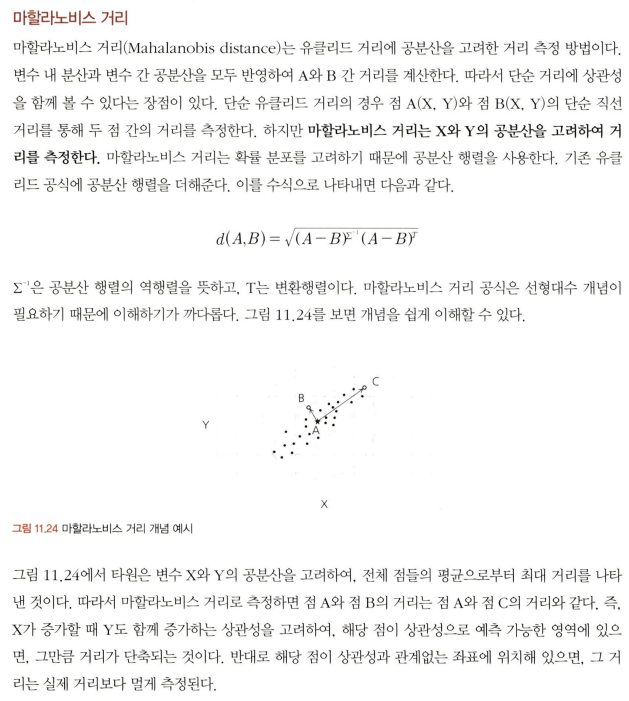 마할라노비스 거리
마할라노비스 거리(Mahalanobis distance)는 유클리드 거리에 공분산을 고려한 거리 측정 방법이다.
변수 내 분산과 변수 간 공분산을 모두 반영하여 A와 B 간 거리를 계산한다. 따라서 단순 거리에 상관성
을 함께 볼 수 있다는 장점이 있다. 단순 유클리드 거리의 경우 점 A(X, Y)와 점 B(X, Y)의 단순 직선
거리를 통해 두 점 간의 거리를 측정한다. 하지만 마할라노비스 거리는 X와 Y의 공분산을 고려하여 거
리를 측정한다. 마할라노비스 거리는 확률 분포를 고려하기 때문에 공분산 행렬을 사용한다. 기존 유클
리드 공식에 공분산 행렬을 더해준다. 이를 수식으로 나타내면 다음과 같다.
d(A,B) = √(A−B)^Σ⁻¹ (A−B)^T
Σ⁻¹은 공분산 행렬의 역행렬을 뜻하고, T는 변환행렬이다. 마할라노비스 거리 공식은 선형대수 개념이
필요하기 때문에 이해하기가 까다롭다. 그림 11.24를 보면 개념을 쉽게 이해할 수 있다.
C
B
Y
A
X
그림 11.24 마할라노비스 거리 개념 예시
그림 11.24에서 타원은 변수 X와 Y의 공분산을 고려하여, 전체 점들의 평균으로부터 최대 거리를 나타
낸 것이다. 따라서 마할라노비스 거리로 측정하면 점 A와 점 B의 거리는 점 A와 점 C의 거리와 같다. 즉,
X가 증가할 때 Y도 함께 증가하는 상관성을 고려하여, 해당 점이 상관성으로 예측 가능한 영역에 있으
면, 그만큼 거리가 단축되는 것이다. 반대로 해당 점이 상관성과 관계없는 좌표에 위치해 있으면, 그 거
리는 실제 거리보다 멀게 측정된다.